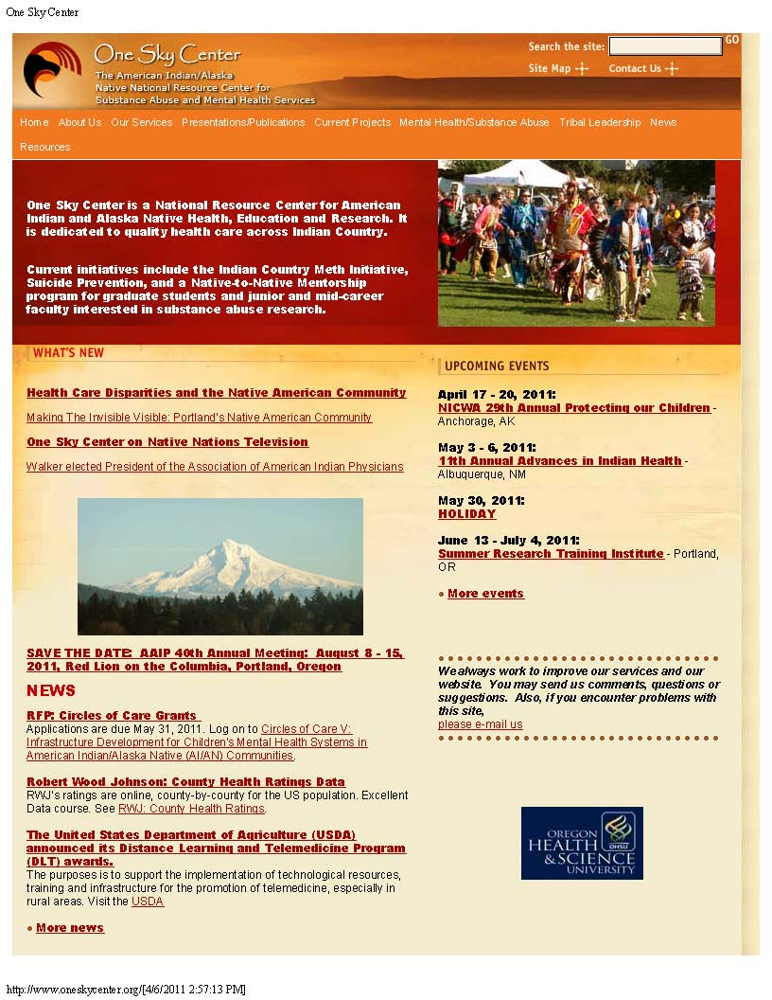 One Sky Center
One Sky Center
The American Indian/Alaska
Native National Resource Center for
Substance Abuse and Mental Health Services
Search the site:
GO
Site Map
Contact Us
Home About Us Our Services Presentations/Publications Current Projects Mental Health/Substance Abuse Tribal Leadership News
Resources
One Sky Center is a National Resource Center for American
Indian and Alaska Native Health, Education and Research. It
is dedicated to quality health care across Indian Country.
Current initiatives include the Indian Country Meth Initiative,
Suicide Prevention, and a Native-to-Native Mentorship
program for graduate students and junior and mid-career
faculty interested in substance abuse research.
WHAT'S NEW
Health Care Disparities and the Native American Community
Making The Invisible Visible: Portland's Native American Community
One Sky Center on Native Nations Television
Walker elected President of the Association of American Indian Physicians
SAVE THE DATE: AAIP 40th Annual Meeting: August 8 - 15,
2011, Red Lion on the Columbia, Portland, Oregon
NEWS
RFP: Circles of Care Grants
Applications are due May 31, 2011. Log on to Circles of Care V:
Infrastructure Development for Children's Mental Health Systems in
American Indian/Alaska Native (AI/AN) Communities.
Robert Wood Johnson: County Health Ratings Data
RWJ's ratings are online, county-by-county for the US population. Excellent
Data course. See RWJ: County Health Ratings.
The United States Department of Agriculture (USDA)
announced its Distance Learning and Telemedicine Program
(DLT) awards.
The purposes is to support the implementation of technological resources,
training and infrastructure for the promotion of telemedicine, especially in
rural areas. Visit the USDA
• More news
UPCOMING EVENTS
April 17 - 20, 2011:
NICWA 29th Annual Protecting our Children -
Anchorage, AK
May 3 - 6, 2011:
11th Annual Advances in Indian Health -
Albuquerque, NM
May 30, 2011:
HOLIDAY
June 13 - July 4, 2011:
Summer Research Training Institute - Portland,
OR
• More events
We always work to improve our services and our
website. You may send us comments, questions or
suggestions. Also, if you encounter problems with
this site,
please e-mail us
OREGON
HEALTH
&SCIENCE
UNIVERSITY
OHSU
http://www.oneskycenter.org/[4/6/2011 2:57:13 PM]